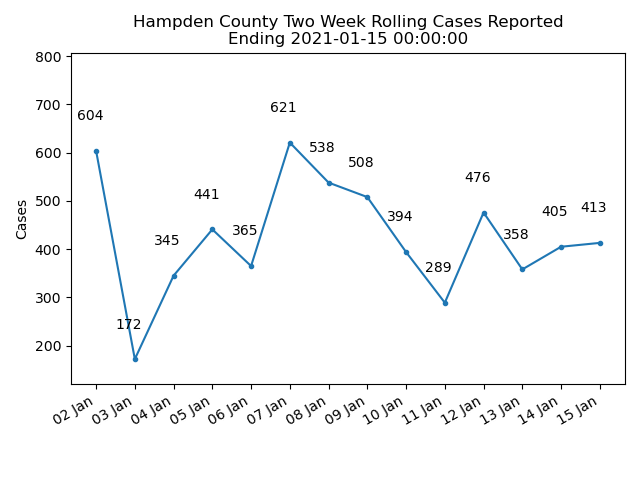 Hampden County Two Week Rolling Cases Reported
Ending 2021-01-15 00:00:00
Cases
800
700
600
500
400
300
200
604
172
345
441
365
621
538
508
394
289
476
358
405
413
02 Jan
03 Jan
04 Jan
05 Jan
06 Jan
07 Jan
08 Jan
09 Jan
10 Jan
11 Jan
12 Jan
13 Jan
14 Jan
15 Jan